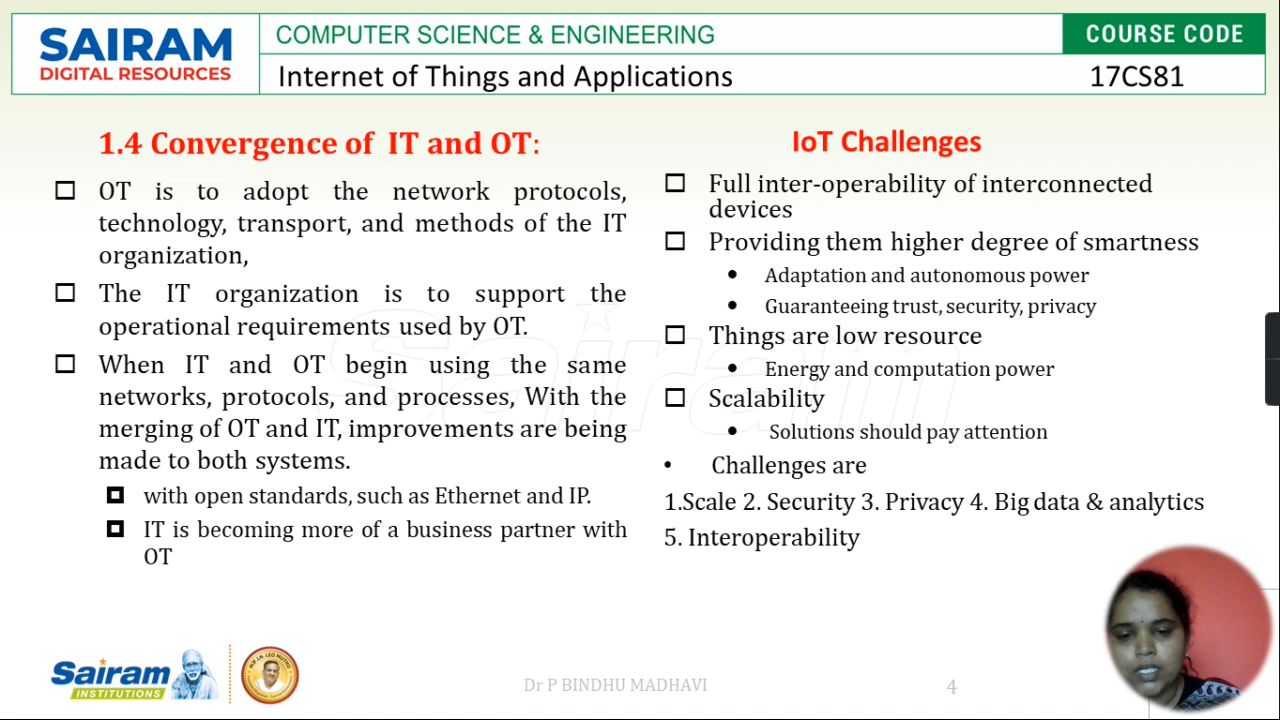 SAIRAM
DIGITAL RESOURCES
COMPUTER SCIENCE & ENGINEERING
COURSE CODE
Internet of Things and Applications
17CS81
1.4 Convergence of IT and OT:
OT is to adopt the network protocols,
technology, transport, and methods of the IT
organization,
The IT organization is to support the
operational requirements used by OT.
When IT and OT begin using the same
networks, protocols, and processes, With the
merging of OT and IT, improvements are being
made to both systems.
with open standards, such as Ethernet and IP.
IT is becoming more of a business partner with
OT
IoT Challenges
Full inter-operability of interconnected
devices
Providing them higher degree of smartness
• Adaptation and autonomous power
• Guaranteeing trust, security, privacy
Things are low resource
• Energy and computation power
Scalability
• Solutions should pay attention
• Challenges are
1.Scale 2. Security 3. Privacy 4. Big data & analytics
5. Interoperability
Sairam
Sairam
INSTITUTIONS
Dr P BINDHU MADHAVI
4